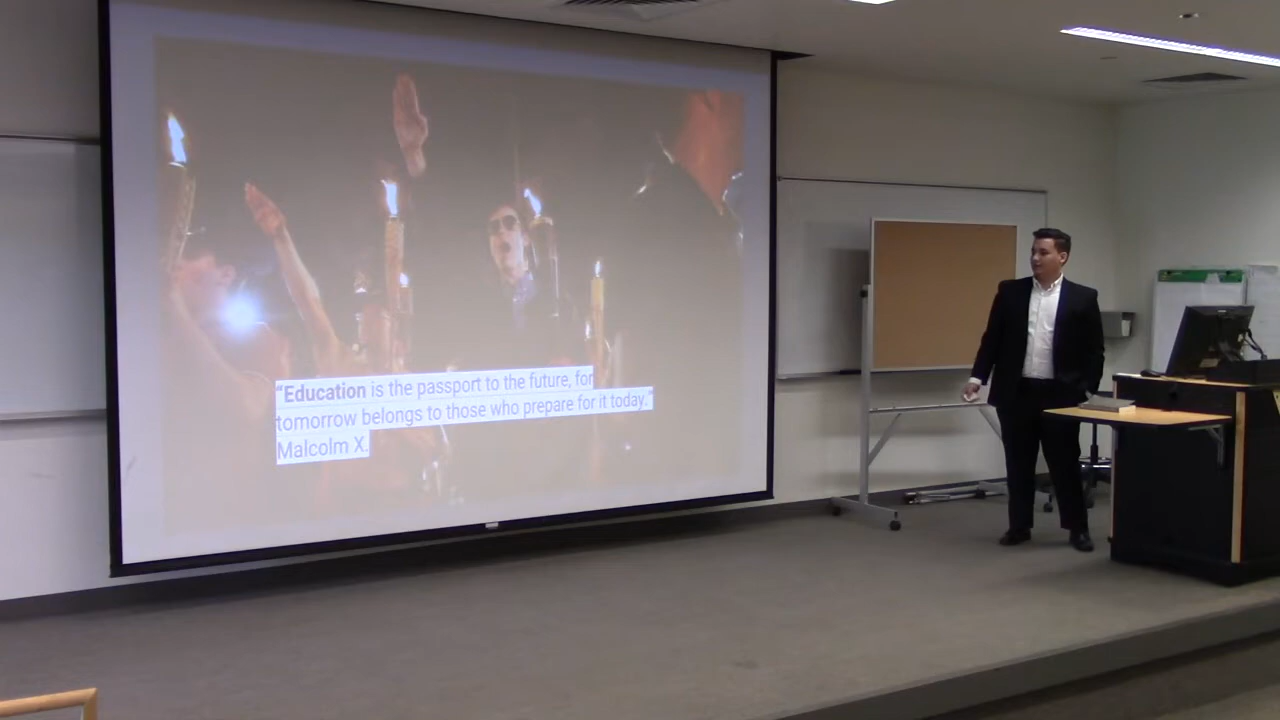 “Education is the passport to the future, for
tomorrow belongs to those who prepare for it today.”
Malcolm X.